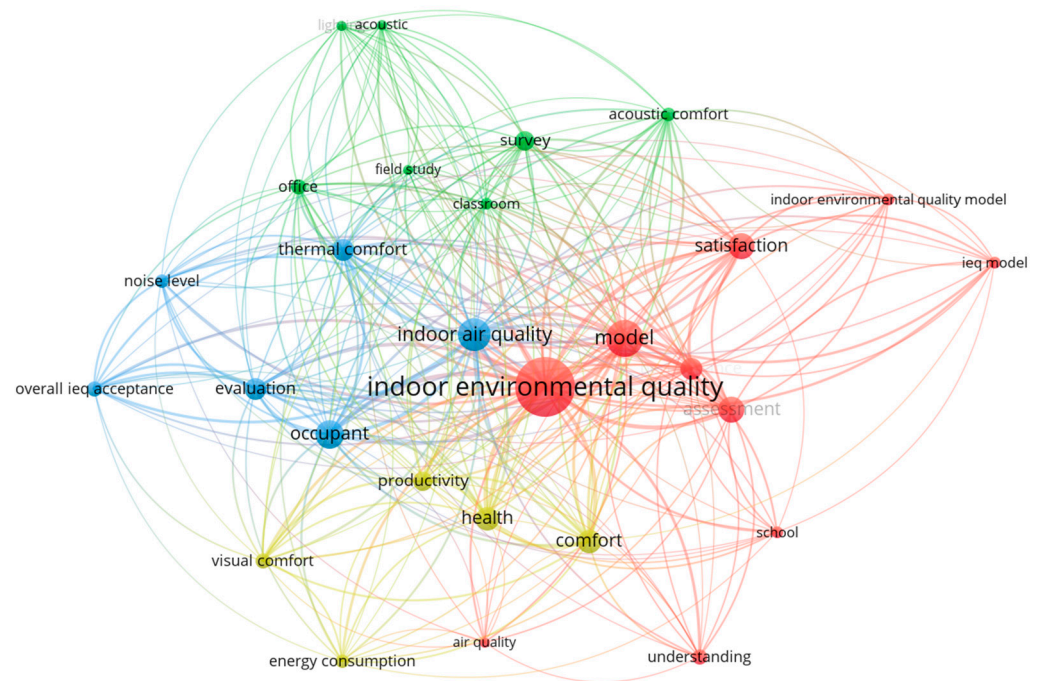 lighting
acoustic
acoustic comfort
survey
field study
office
classroom
indoor environmental quality model
thermal comfort
satisfaction
ieq model
noise level
indoor air quality
model
overall ieq acceptance
evaluation
indoor environmental quality
assessment
occupant
productivity
health
comfort
school
visual comfort
air quality
energy consumption
understanding